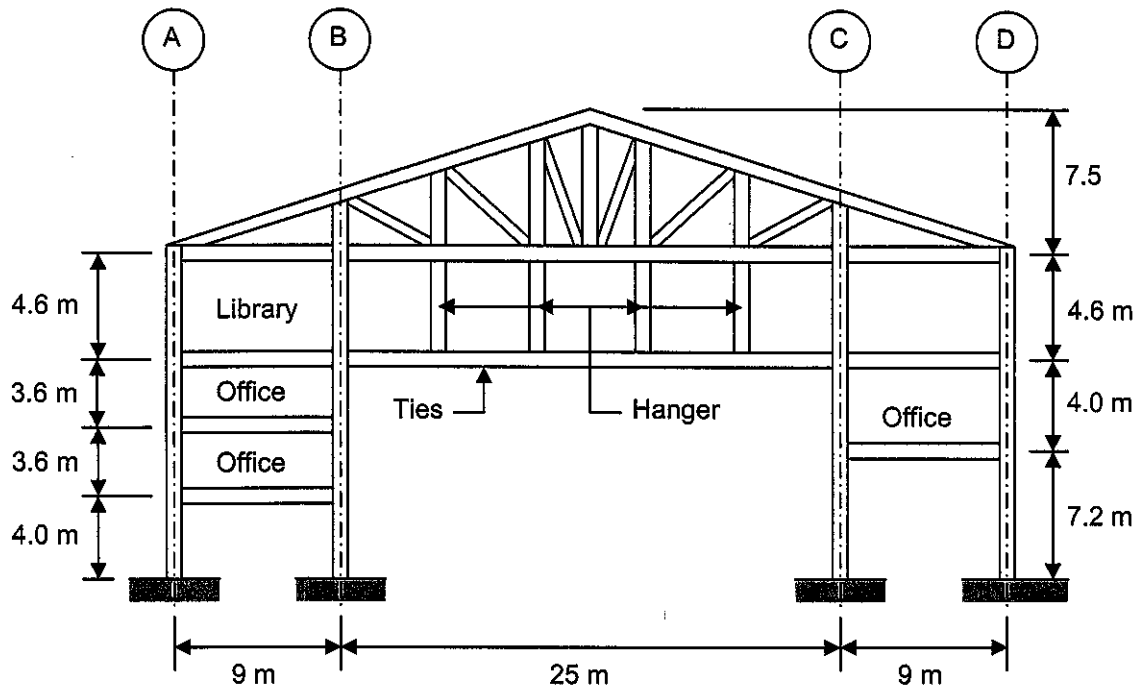 A
B
C
D
7.5
4.6 m
Library
4.6 m
3.6 m
Office
Ties
Hanger
Office
4.0 m
3.6 m
Office
4.0 m
7.2 m
9 m
25 m
9 m